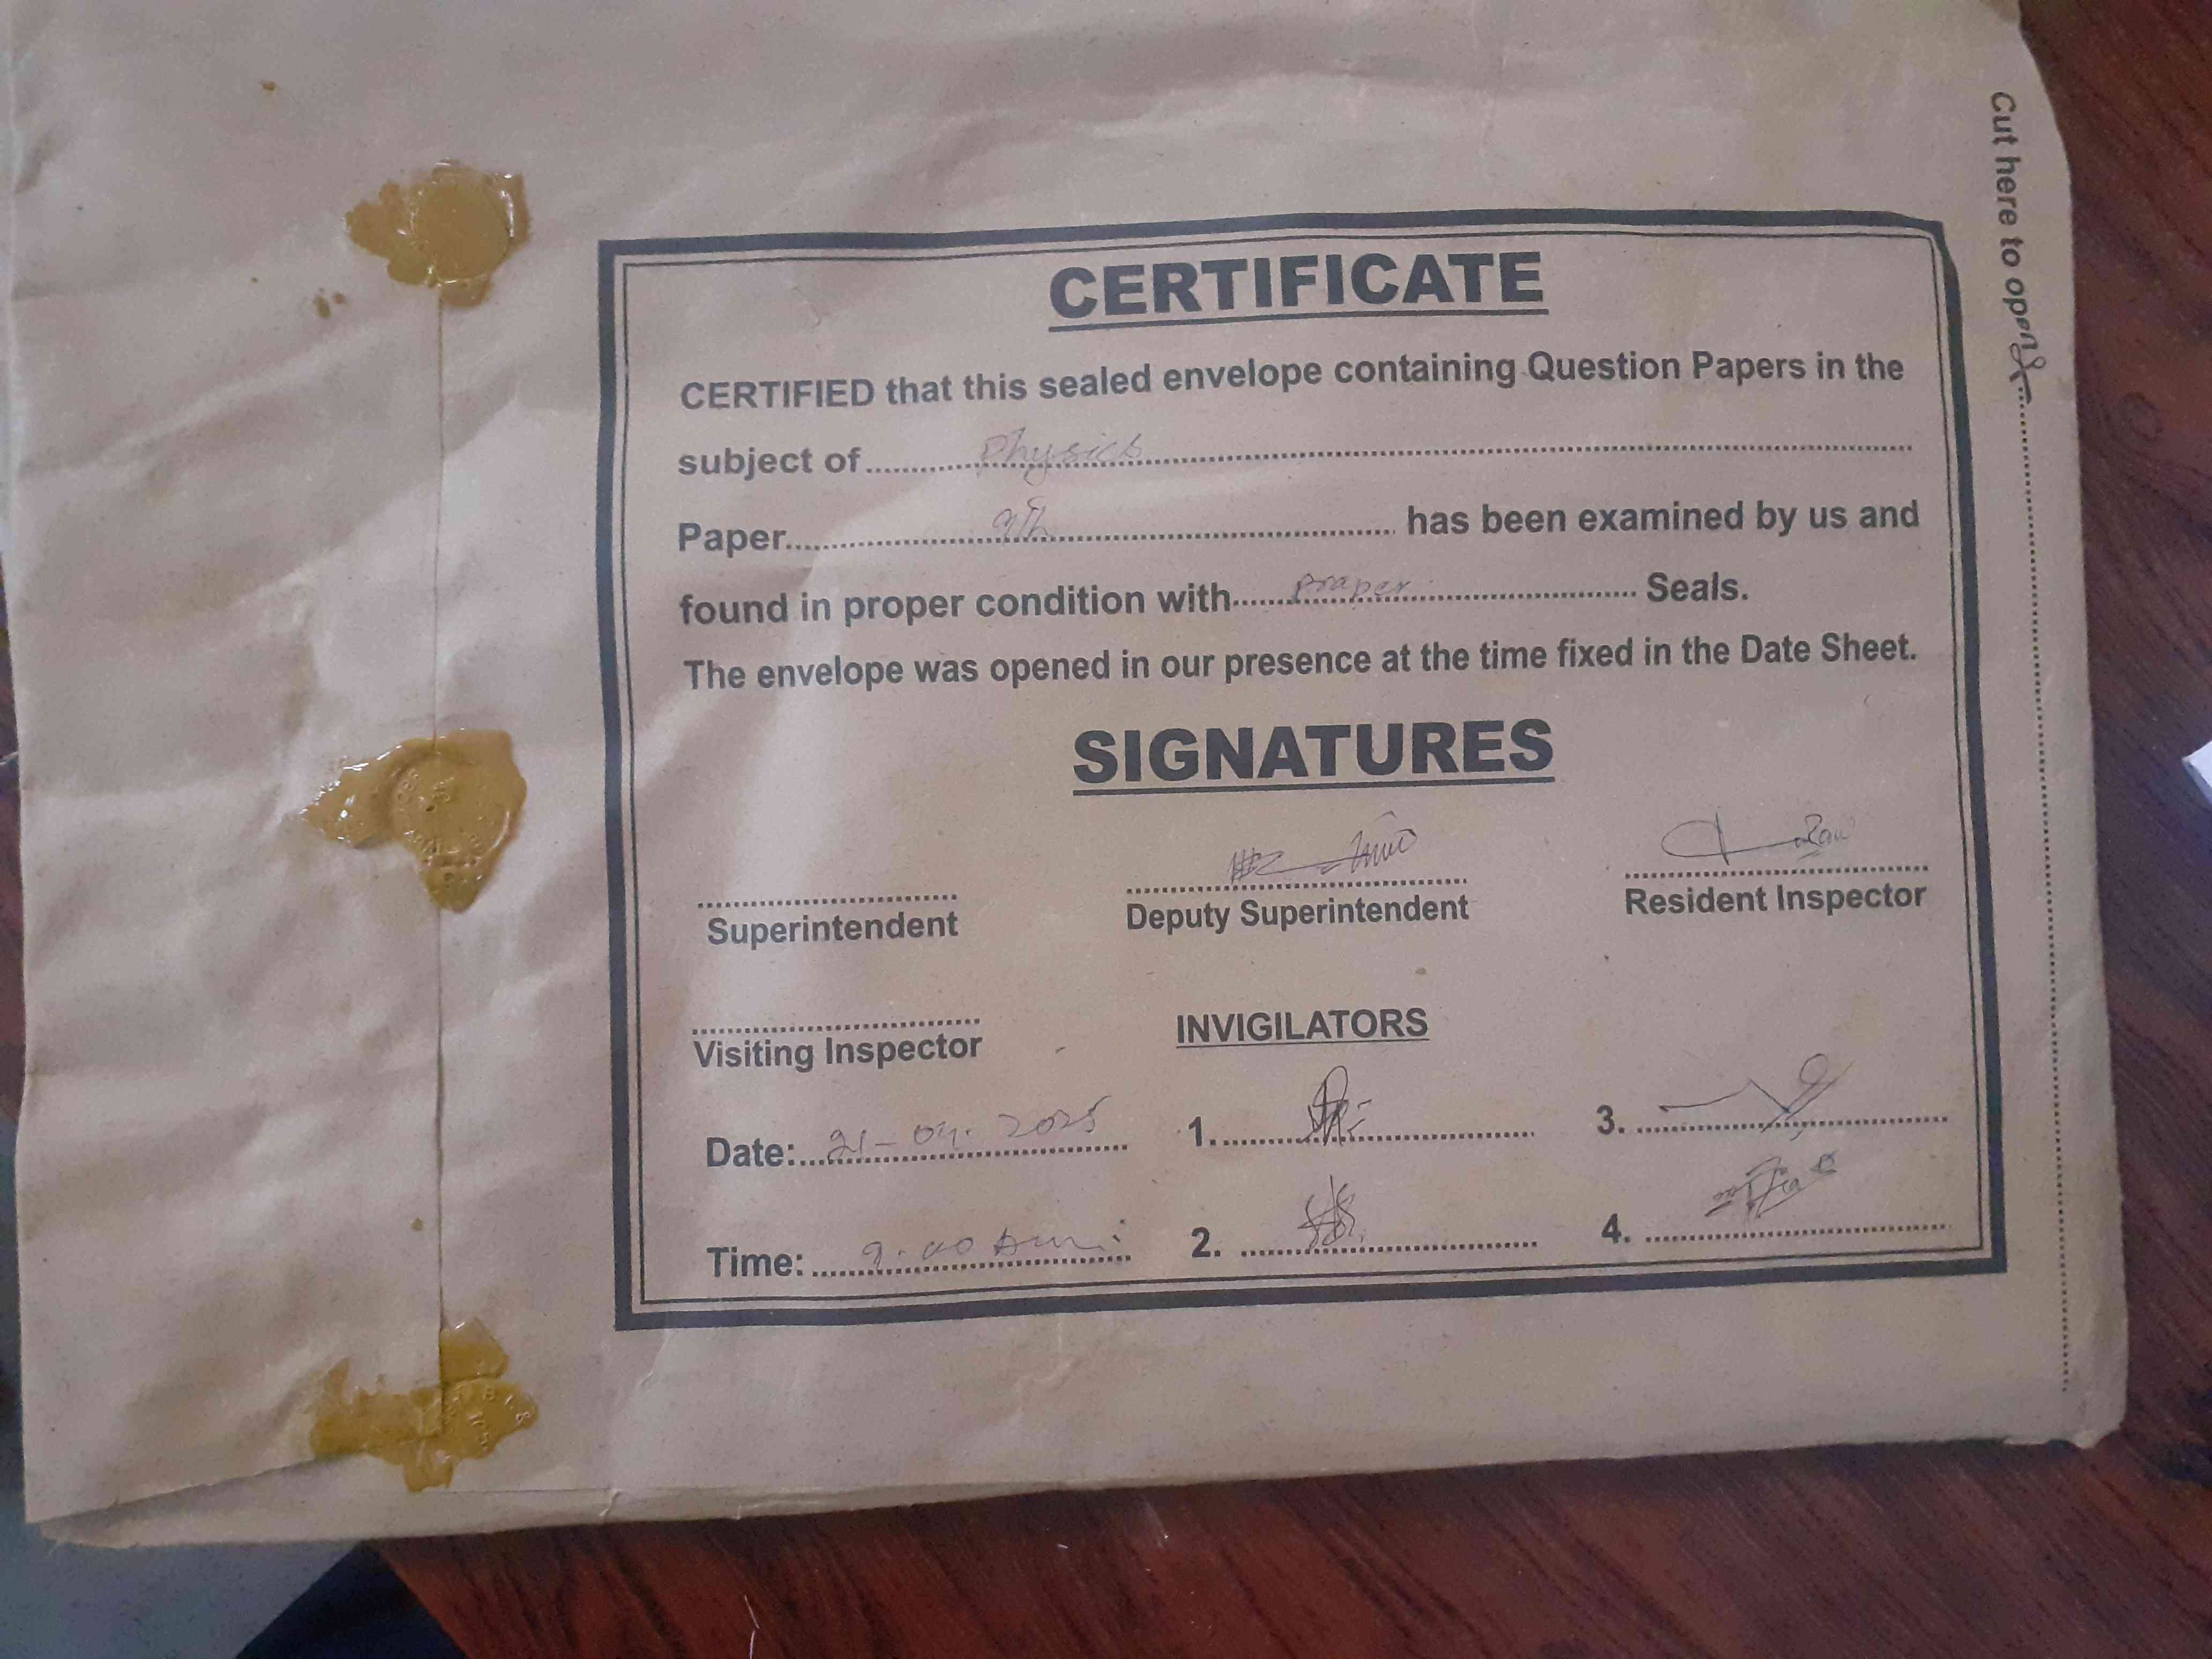 Cut here to open
CERTIFICATE
CERTIFIED that this sealed envelope containing Question Papers in the
subject of Physics
Paper 9th has been examined by us and
found in proper condition with proper Seals.
The envelope was opened in our presence at the time fixed in the Date Sheet.
SIGNATURES
Superintendent
Deputy Superintendent
Resident Inspector
Visiting Inspector
INVIGILATORS
Date: 21-04-2025
1.
3.
Time: 9:00 Am
2.
4.